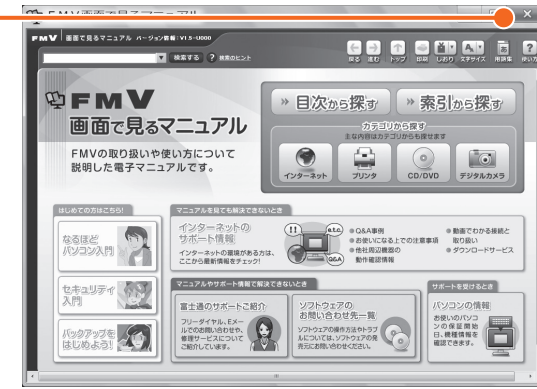 FMV画面で見るマニュアル
FMV 画面で見るマニュアル バージョン情報:V1.5-U000
検索する ? 検索のヒント
戻る 進む トップ 印刷 しおり 文字サイズ 用語集 使い方
FMV
画面で見るマニュアル
FMVの取り扱いや使い方について
説明した電子マニュアルです。
» 目次から探す » 索引から探す
カテゴリから探す
主な内容はカテゴリからも探せます
インターネット プリンタ CD/DVD デジタルカメラ
はじめての方はこちら!
なるほど
パソコン入門
セキュリティ
入門
バックアップを
はじめよう!
マニュアルを見ても解決できないとき
インターネットの
サポート情報
インターネットの環境がある方は、
ここから最新情報をチェック!
!! e.t.c. Q&A
Q&A事例
お使いになる上での注意事項
他社周辺機器の
動作確認情報
動画でわかる接続と
取り扱い
ダウンロードサービス
マニュアルやサポート情報で解決できないとき
富士通のサポートご紹介
フリーダイヤル、Eメー
ルでのお問い合わせや、
修理サービスについて
ご紹介しています。
ソフトウェアの
お問い合わせ先一覧
ソフトウェアの操作方法やトラブ
ルについては、ソフトウェアの発
売元にお問い合わせください。
サポートを受けるとき
パソコンの情報
お使いのパソコ
ンの保証開始
日、機種情報を
確認できます。